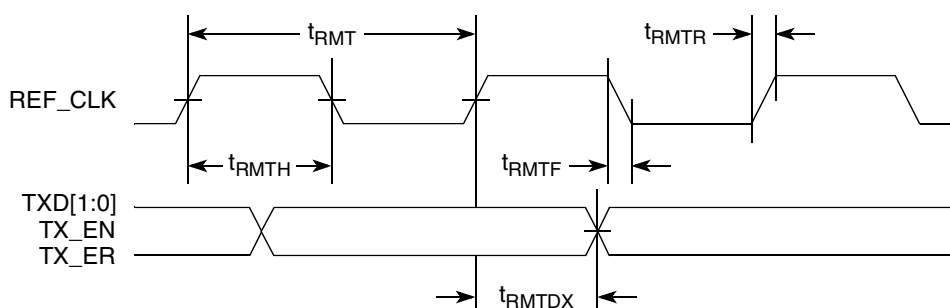 tRMT
tRMTR
REF_CLK
tRMTH
tRMTF
TXD[1:0]
TX_EN
TX_ER
tRMTDX